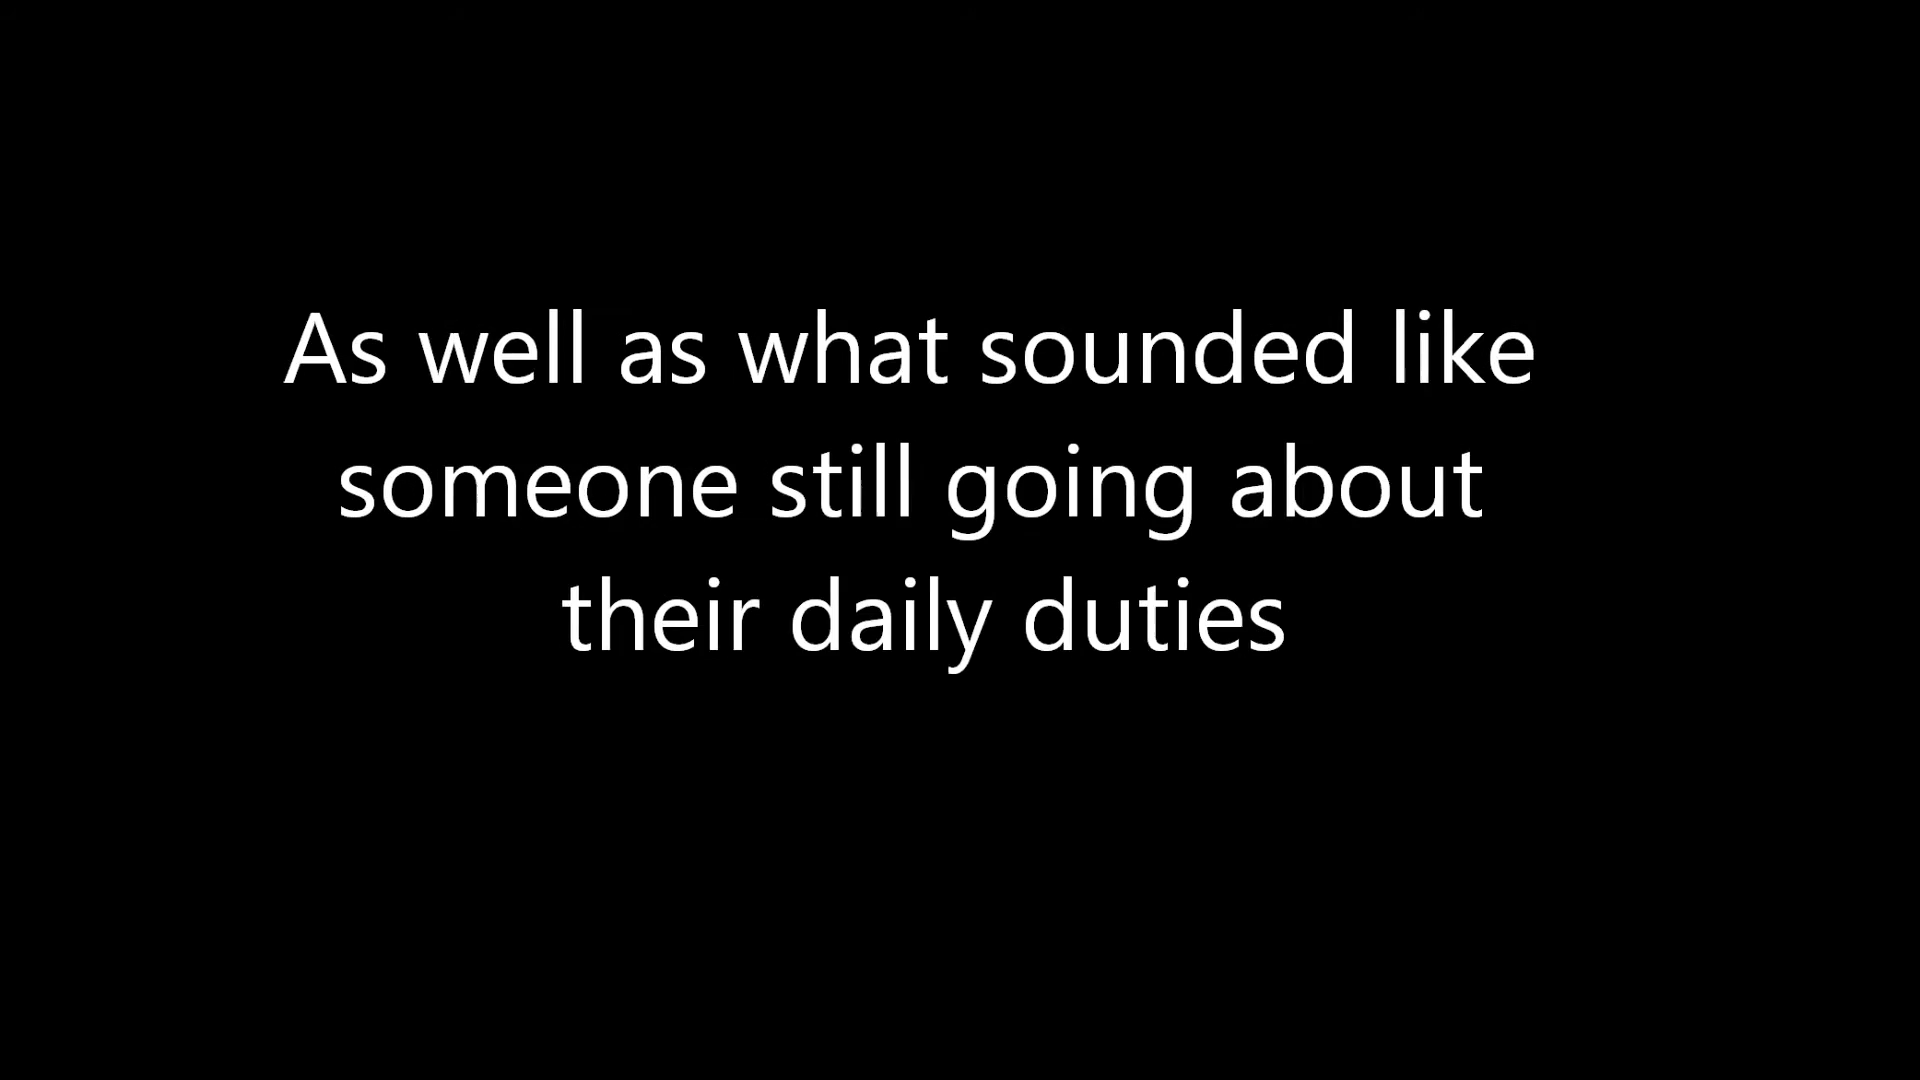 As well as what sounded like
someone still going about
their daily duties